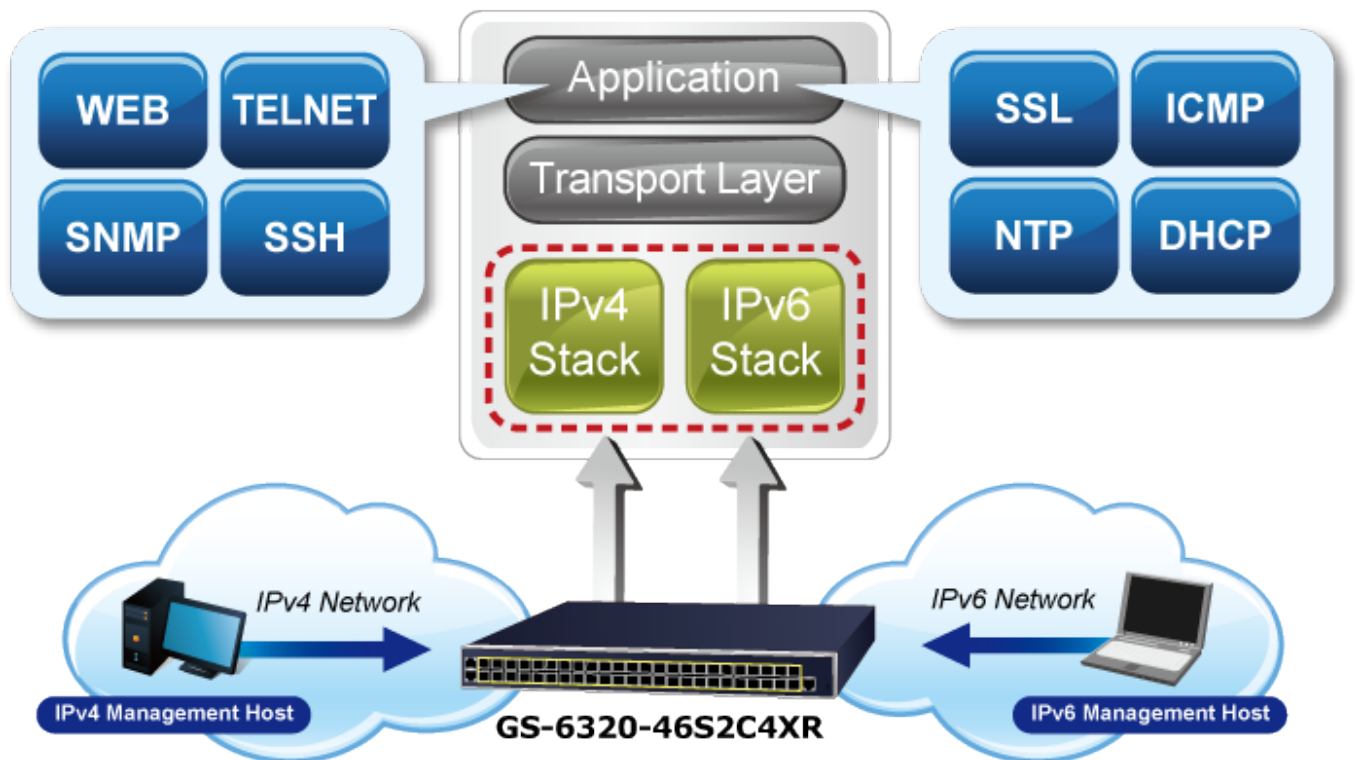 WEB
TELNET
SNMP
SSH
Application
Transport Layer
IPv4
Stack
IPv6
Stack
SSL
ICMP
NTP
DHCP
IPv4 Network
IPv6 Network
IPv4 Management Host
GS-6320-46S2C4XR
IPv6 Management Host